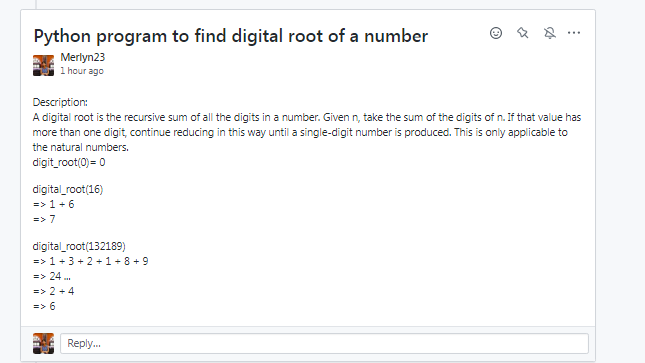 Python program to find digital root of a number
Merlyn23
1 hour ago
Description:
A digital root is the recursive sum of all the digits in a number. Given n, take the sum of the digits of n. If that value has
more than one digit, continue reducing in this way until a single-digit number is produced. This is only applicable to
the natural numbers.
digit_root(0)= 0
digital_root(16)
=> 1 + 6
=> 7
digital_root(132189)
=> 1 + 3 + 2 + 1 + 8 + 9
=> 24 ...
=> 2 + 4
=> 6
Reply...